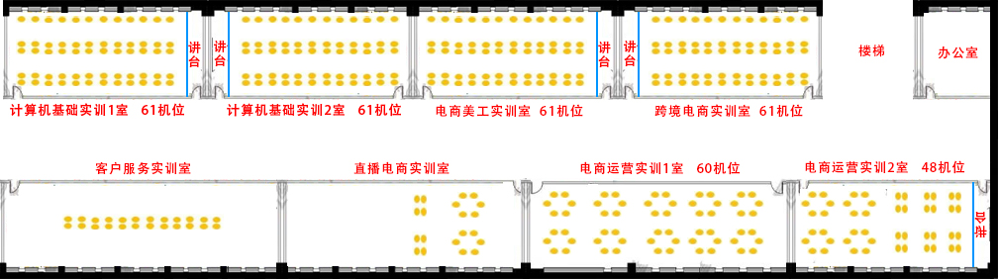 讲台
讲台
讲台
讲台
楼梯
办公室
计算机基础实训1室 61机位
计算机基础实训2室 61机位
电商美工实训室 61机位
跨境电商实训室 61机位
客户服务实训室
直播电商实训室
电商运营实训1室 60机位
电商运营实训2室 48机位
讲台